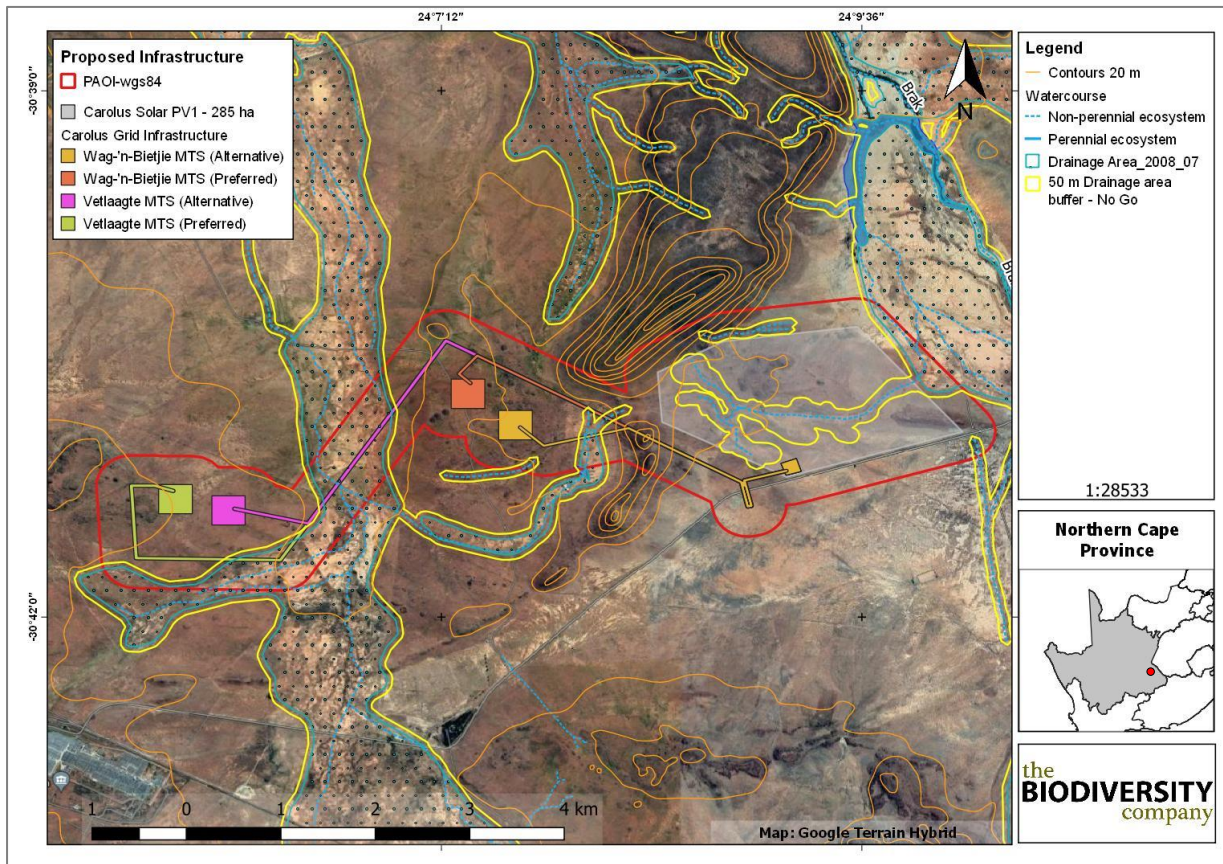 24°7'12"
24°9'36"
-30°39'0"
-30°42'0"
Proposed Infrastructure
PAOI-wgs84
Carolus Solar PV1 - 285 ha
Carolus Grid Infrastructure
Wag-'n-Bietjie MTS (Alternative)
Wag-'n-Bietjie MTS (Preferred)
Vetlaagte MTS (Alternative)
Vetlaagte MTS (Preferred)
Brak
N
1 0 1 2 3 4 km
Map: Google Terrain Hybrid
Legend
Contours 20 m
Watercourse
Non-perennial ecosystem
Perennial ecosystem
Drainage Area_2008_07
50 m Drainage area
buffer - No Go
1:28533
Northern Cape
Province
the
BIODIVERSITY
company